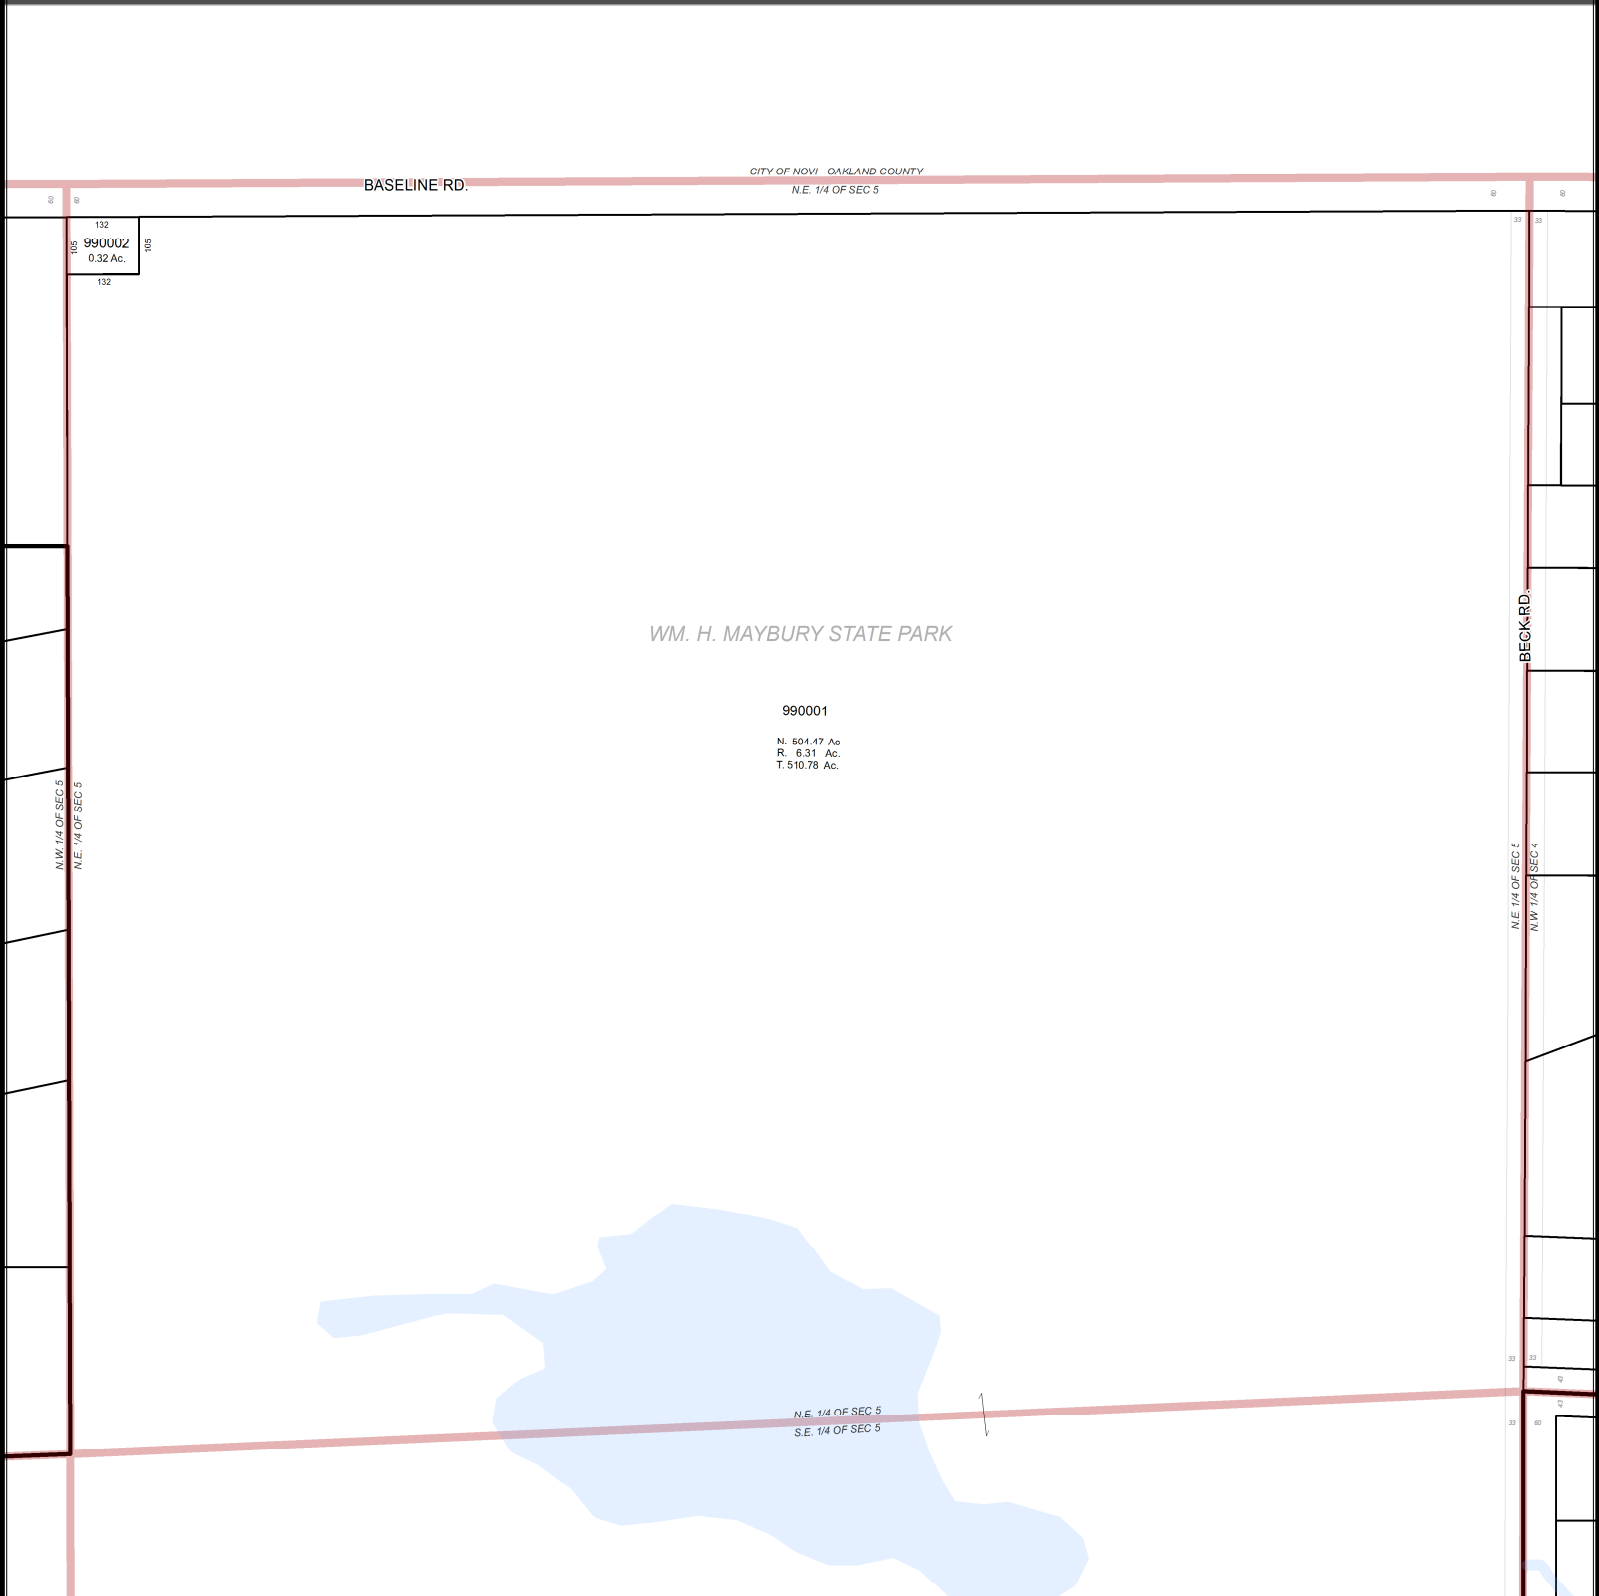 CITY OF NOVI OAKLAND COUNTY
BASELINE RD.
N.E. 1/4 OF SEC 5
60
60
60
60
132
105
990002
0.32 Ac.
105
132
33
33
WM. H. MAYBURY STATE PARK
BECK RD.
990001
N. 504.47 Ac
R. 6.31 Ac.
T. 510.78 Ac.
N.W. 1/4 OF SEC 5
N.E. 1/4 OF SEC 5
N.E. 1/4 OF SEC 5
N.W 1/4 OF SEC 4
33
33
43
43
N.E. 1/4 OF SEC 5
S.E. 1/4 OF SEC 5
33
60